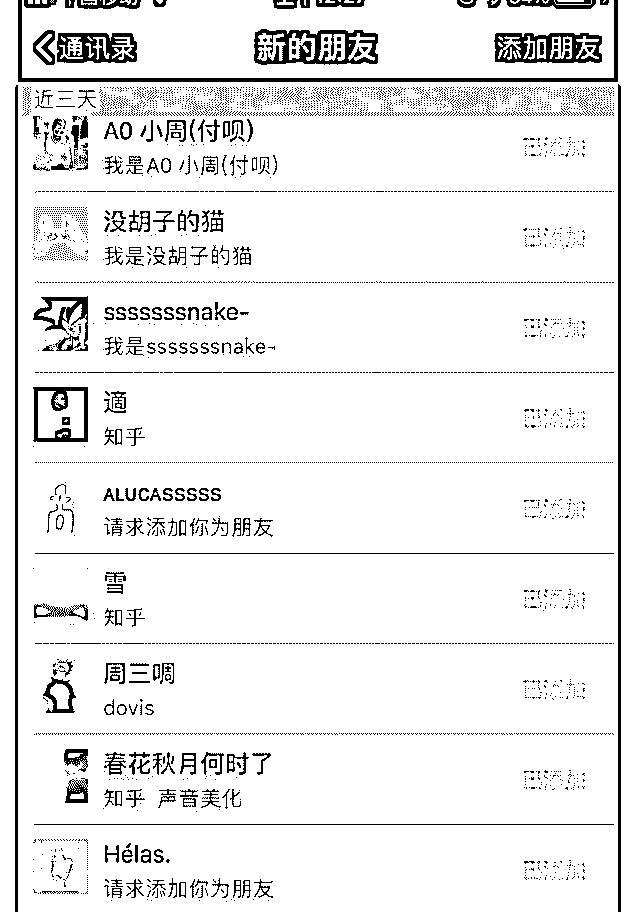 通讯录 新的朋友 添加朋友
近三天
A0 小周(付呗)
我是A0 小周(付呗)
已添加
没胡子的猫
我是没胡子的猫
已添加
sssssssnake-
我是sssssssnake-
已添加
適
知乎
已添加
ALUCASSSSS
请求添加你为朋友
已添加
雪
知乎
已添加
周三啁
dovis
已添加
春花秋月何时了
知乎 声音美化
已添加
Hélas.
请求添加你为朋友
已添加